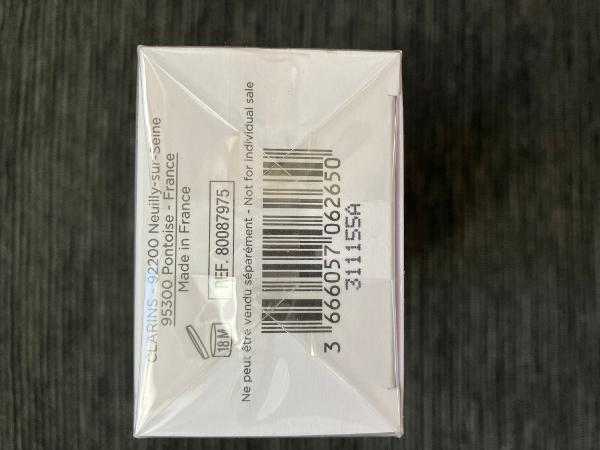 CLARINS - 92200 Neuilly-sur-Seine
95300 Pontoise - France
Made in France
18M
REF. 80087975
Ne peut être vendu séparément - Not for individual sale
3 666057 062650
311155A